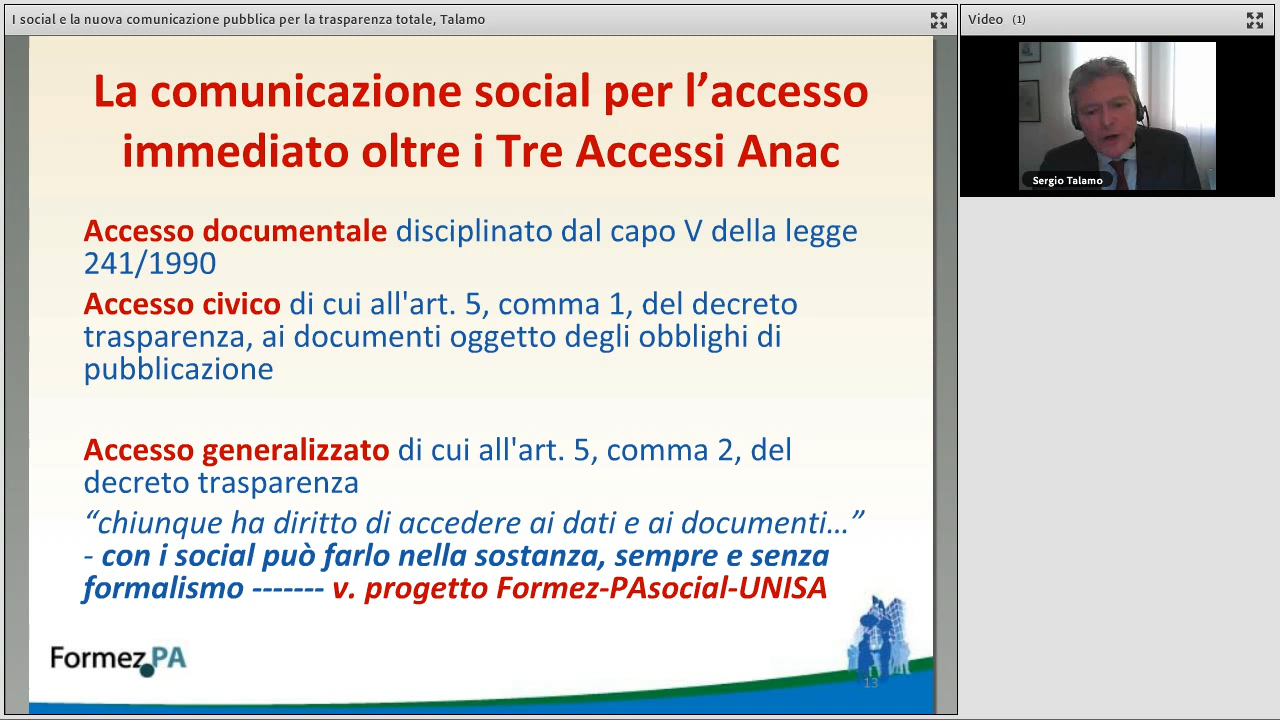 I social e la nuova comunicazione pubblica per la trasparenza totale, Talamo
Video (1)
La comunicazione social per l’accesso
immediato oltre i Tre Accessi Anac
Accesso documentale disciplinato dal capo V della legge
241/1990
Accesso civico di cui all'art. 5, comma 1, del decreto
trasparenza, ai documenti oggetto degli obblighi di
pubblicazione
Accesso generalizzato di cui all'art. 5, comma 2, del
decreto trasparenza
“chiunque ha diritto di accedere ai dati e ai documenti…”
- con i social può farlo nella sostanza, sempre e senza
formalismo ------- v. progetto Formez-PAsocial-UNISA
Formez PA
13
Sergio Talamo